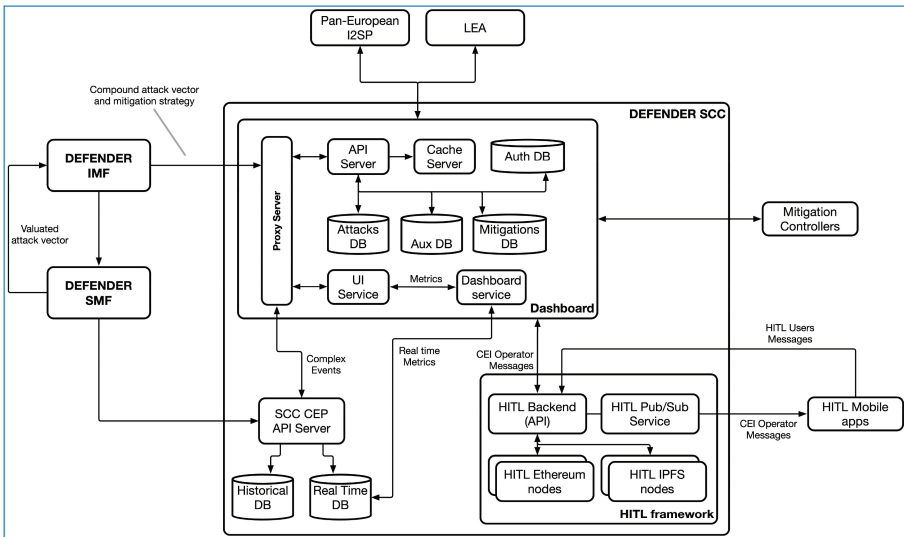 Pan-European
I2SP
LEA
Compound attack vector
and mitigation strategy
DEFENDER SCC
DEFENDER
IMF
Proxy Server
API
Server
Cache
Server
Auth DB
Valuated
attack vector
Attacks
DB
Aux DB
Mitigations
DB
Mitigation
Controllers
DEFENDER
SMF
UI
Service
Metrics
Dashboard
service
Dashboard
Complex
Events
Real time
Metrics
CEI Operator
Messages
HITL Users
Messages
SCC CEP
API Server
HITL Backend
(API)
HITL Pub/Sub
Service
CEI Operator
Messages
HITL Mobile
apps
Historical
DB
Real Time
DB
HITL Ethereum
nodes
HITL IPFS
nodes
HITL framework